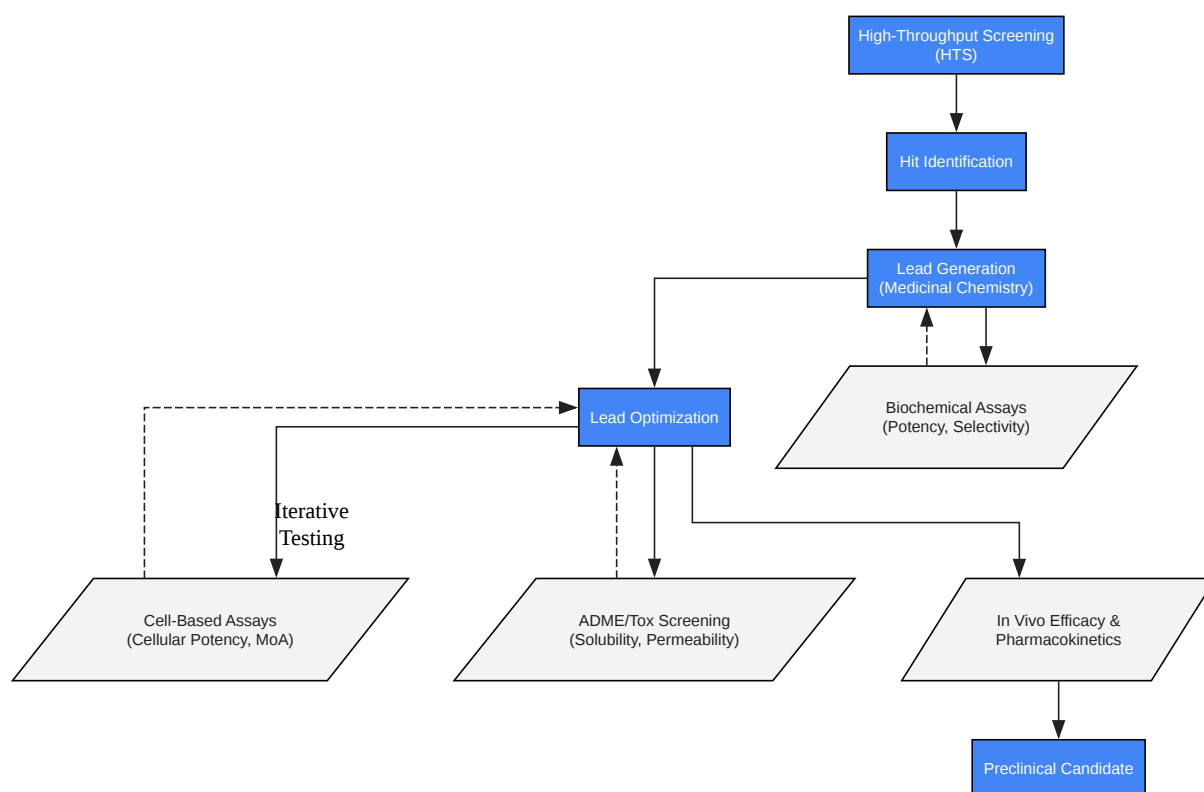 High-Throughput Screening
(HTS)
Hit Identification
Lead Generation
(Medicinal Chemistry)
Biochemical Assays
(Potency, Selectivity)
Lead Optimization
Iterative
Testing
Cell-Based Assays
(Cellular Potency, MoA)
ADME/Tox Screening
(Solubility, Permeability)
In Vivo Efficacy &
Pharmacokinetics
Preclinical Candidate